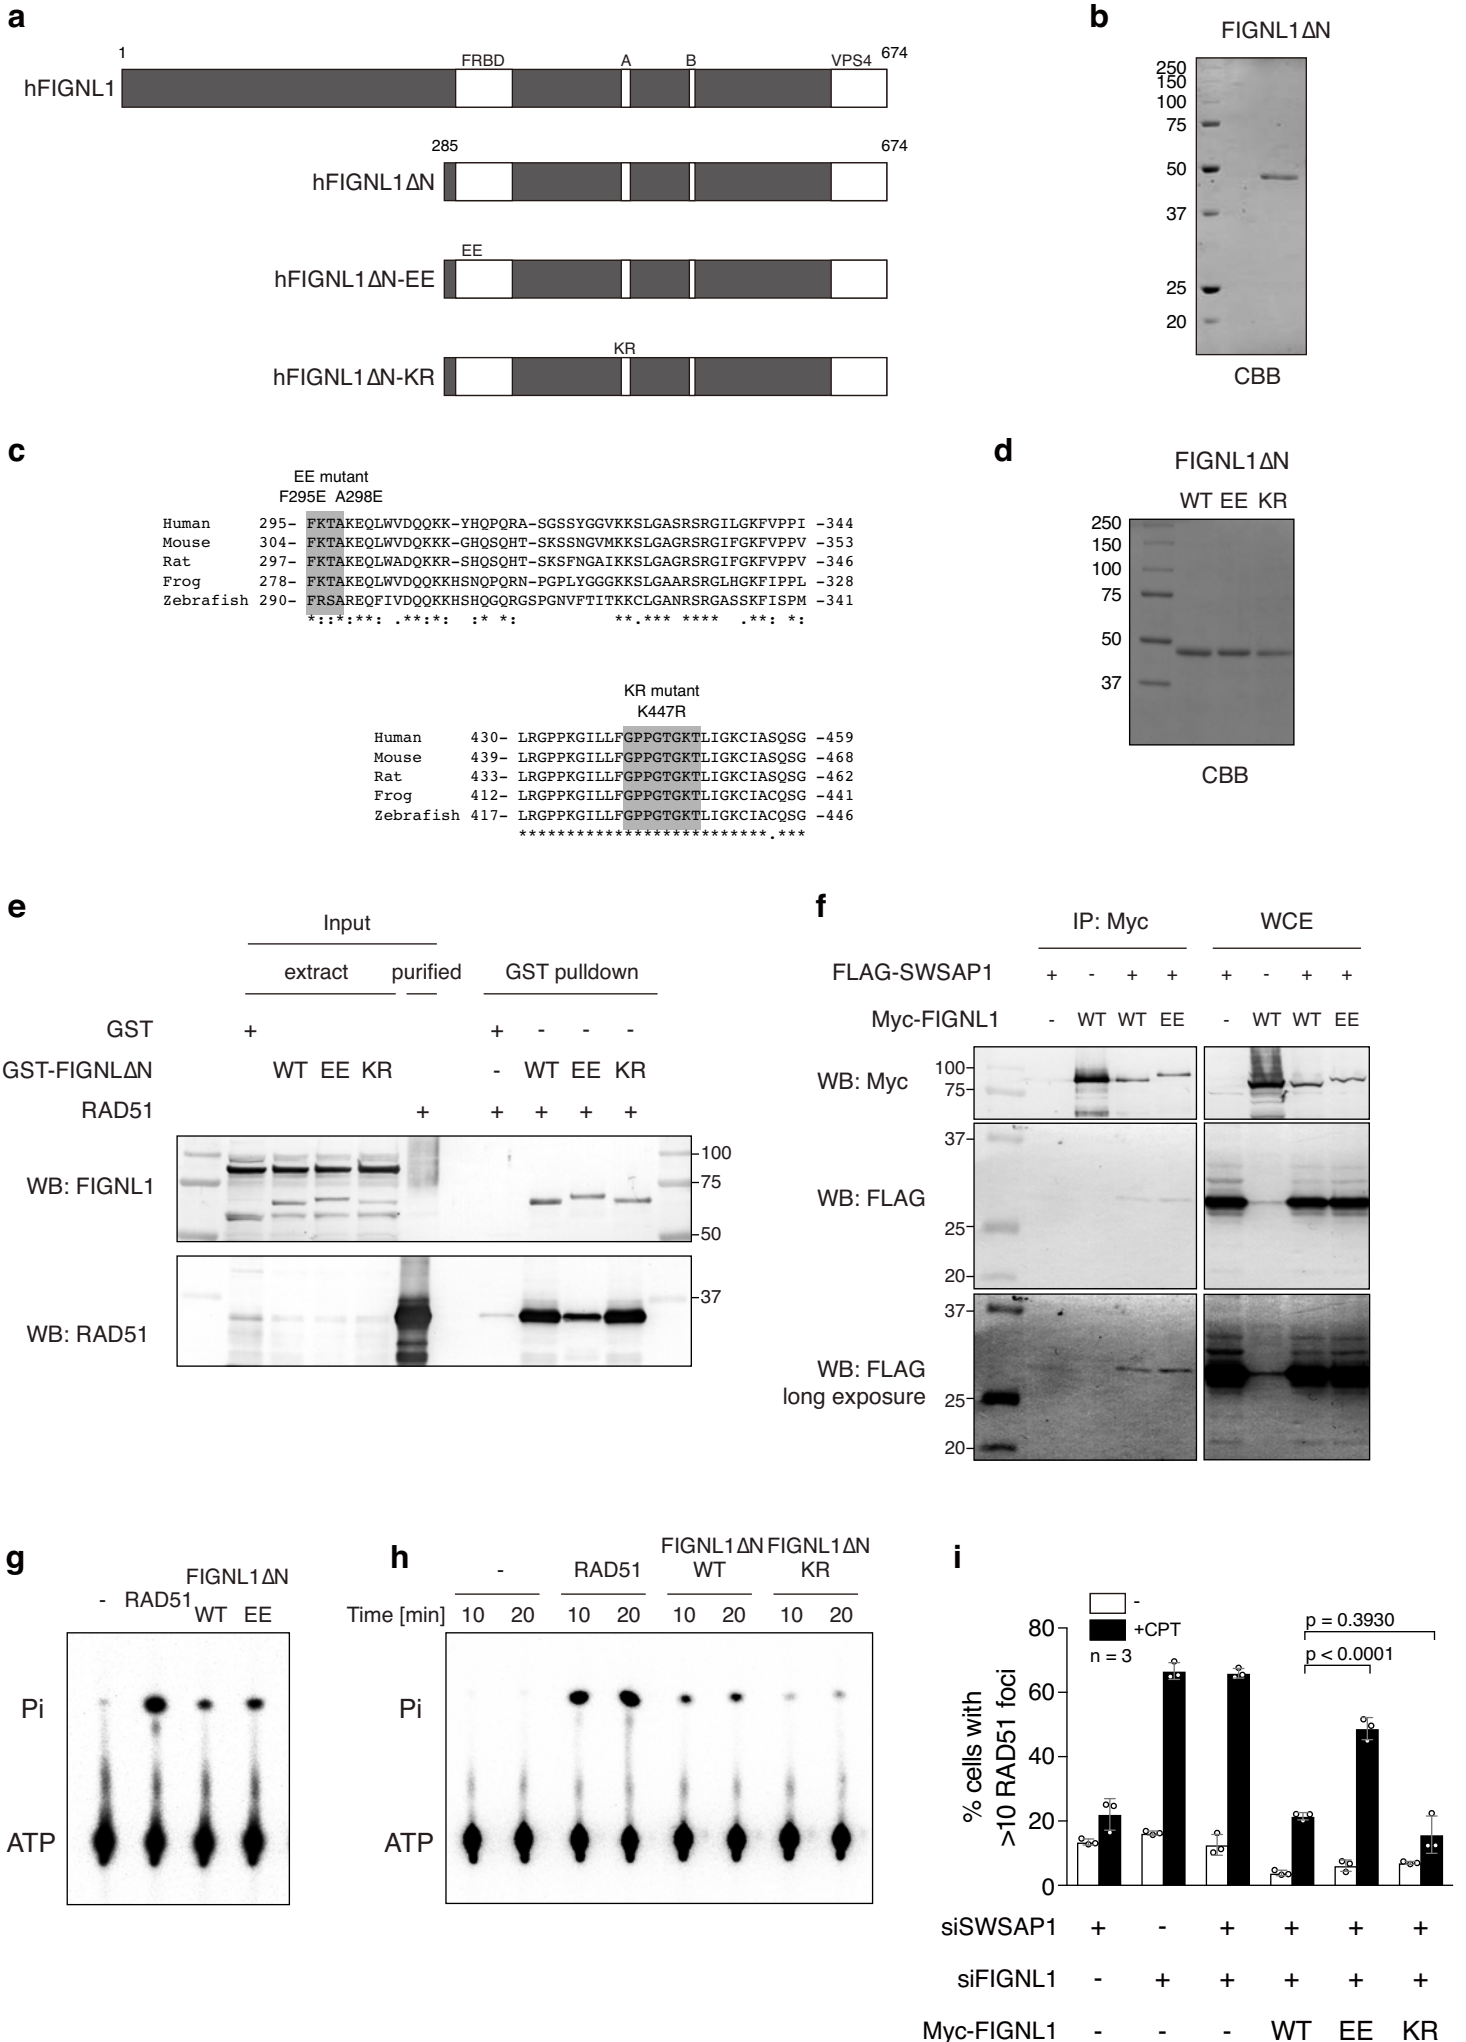 a
1 FRBD A B VPS4 674
hFIGNL1
285 674
hFIGNL1ΔN
EE
hFIGNL1ΔN-EE
KR
hFIGNL1ΔN-KR
b
FIGNL1ΔN
250
150
100
75
50
37
25
20
CBB
c
EE mutant
F295E A298E
Human 295- FKTAKEQLWVDQQKK-YHQPQRA-SGSSYGGVKKSLGASRSRGILGKFVPPI -344
Mouse 304- FKTAKEQLWVDQQKKK-GHQSQHT-SKSSNGVMKKSLGAGRSRGIFGKFVPPV -353
Rat 297- FKTAKEQLWADQQKKR-SHQSQHT-SKSFNGAIKKSLGAGRSRGIFGKFVPPV -346
Frog 278- FKTAKEQLWVDQQKKHSNQPQRN-PGPLYGGGKKSLGAARSRGLHGKFIPPL -328
Zebrafish 290- FRSAREQFIVDQQKKHSHQGQRGSPGNVFTITKKCLGANRSRGASSKFISPM -341
*::*:**: .**:*: :* *: **.*** **** .**: *:
KR mutant
K447R
Human 430- LRGPPKGILLFGPPGTGKTLIGKCIASQSG -459
Mouse 439- LRGPPKGILLFGPPGTGKTLIGKCIASQSG -468
Rat 433- LRGPPKGILLFGPPGTGKTLIGKCIASQSG -462
Frog 412- LRGPPKGILLFGPPGTGKTLIGKCIACQSG -441
Zebrafish 417- LRGPPKGILLFGPPGTGKTLIGKCIACQSG -446
**************************.***
d
FIGNL1ΔN
WT EE KR
250
150
100
75
50
37
CBB
e
Input
extract purified GST pulldown
GST + + - - -
GST-FIGNLΔN WT EE KR - WT EE KR
RAD51 + + + + +
WB: FIGNL1
100
75
50
WB: RAD51
37
f
IP: Myc WCE
FLAG-SWSAP1 + - + + + - + +
Myc-FIGNL1 - WT WT EE - WT WT EE
WB: Myc
100
75
WB: FLAG
37
25
20
WB: FLAG
long exposure
37
25
20
g
FIGNL1ΔN
- RAD51 WT EE
Pi
ATP
h
FIGNL1ΔN FIGNL1ΔN
- RAD51 WT KR
Time [min] 10 20 10 20 10 20 10 20
Pi
ATP
i
-
+CPT
n = 3
p = 0.3930
p < 0.0001
% cells with
>10 RAD51 foci
80
60
40
20
0
siSWSAP1 + - + + + +
siFIGNL1 - + + + + +
Myc-FIGNL1 - - - WT EE KR